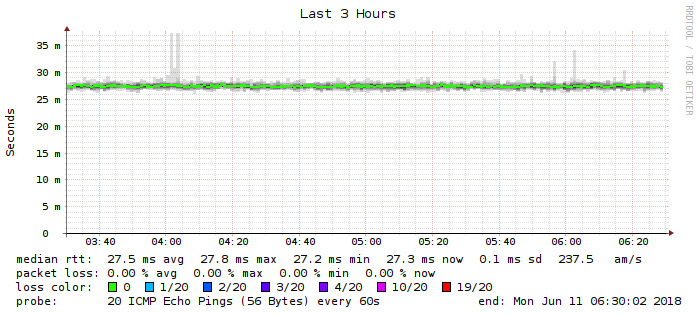 Last 3 Hours
RRDTOOL / TOBI OETIKER
Seconds
35 m
30 m
25 m
20 m
15 m
10 m
5 m
0
03:40 04:00 04:20 04:40 05:00 05:20 05:40 06:00 06:20
median rtt: 27.5 ms avg 27.8 ms max 27.2 ms min 27.3 ms now 0.1 ms sd 237.5 am/s
packet loss: 0.00 % avg 0.00 % max 0.00 % min 0.00 % now
loss color: 0 1/20 2/20 3/20 4/20 10/20 19/20
probe: 20 ICMP Echo Pings (56 Bytes) every 60s end: Mon Jun 11 06:30:02 2018